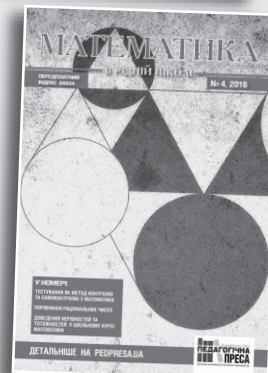 МАТЕМАТИКА
В РІДНІЙ ШКОЛІ
ПЕРЕДПЛАТНИЙ
ІНДЕКС 68834
№ 4, 2016
У НОМЕРІ:
ТЕСТУВАННЯ ЯК МЕТОД КОНТРОЛЮ
ТА САМОКОНТРОЛЮ З МАТЕМАТИКИ
ПОРІВНЯННЯ РАЦІОНАЛЬНИХ ЧИСЕЛ
ДОВЕДЕННЯ НЕРІВНОСТЕЙ ТА
ТОТОЖНОСТЕЙ У ШКІЛЬНОМУ КУРСІ
МАТЕМАТИКИ
ДЕТАЛЬНІШЕ НА PEDPRESA.UA
ПЕДАГОГІЧНА
ПРЕСА